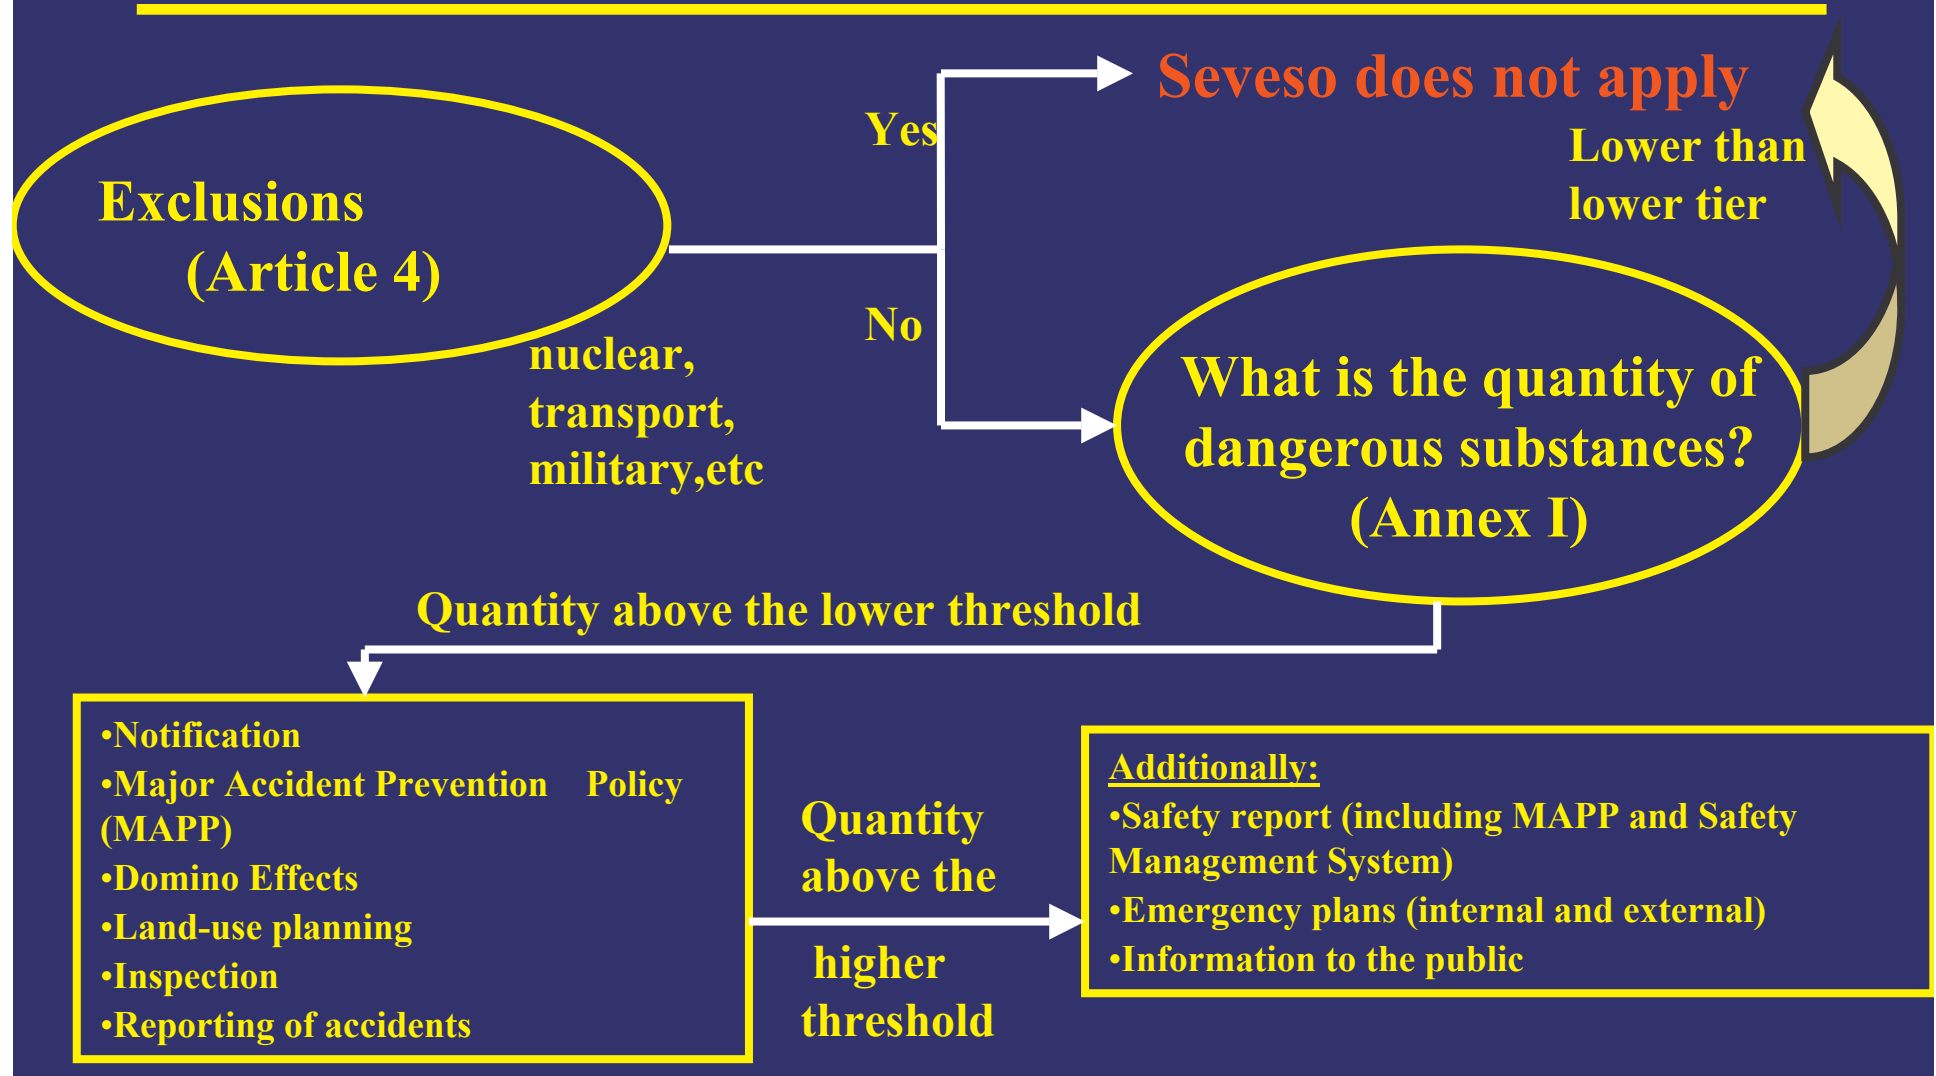 Seveso does not apply
Yes
Lower than
lower tier
Exclusions
(Article 4)
No
nuclear,
transport,
military,etc
What is the quantity of
dangerous substances?
(Annex I)
Quantity above the lower threshold
•Notification
•Major Accident Prevention Policy
(MAPP)
•Domino Effects
•Land-use planning
•Inspection
•Reporting of accidents
Quantity
above the
higher
threshold
Additionally:
•Safety report (including MAPP and Safety
Management System)
•Emergency plans (internal and external)
•Information to the public